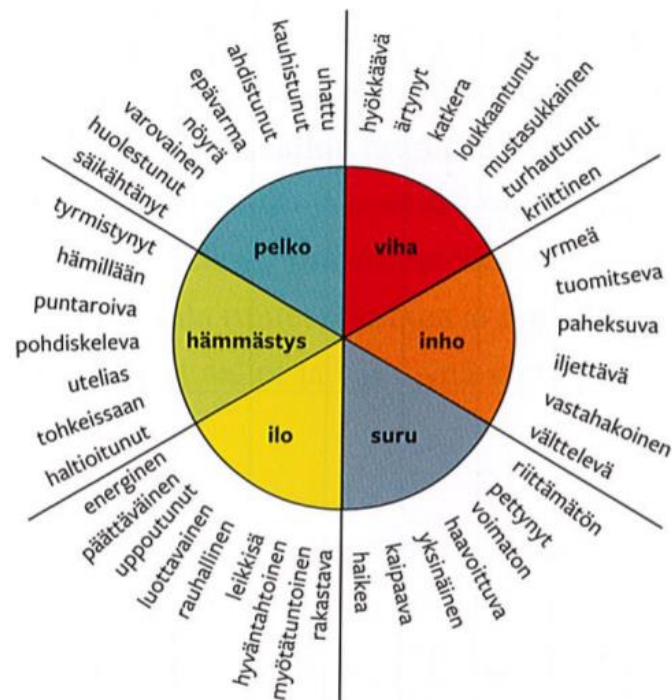 pelko
viha
inho
suru
ilo
hämmästys
hyökkäävä
ärtynyt
katkera
loukkaantunut
mustasukkainen
turhautunut
kriittinen
yrmeä
tuomitseva
paheksuva
iljettävä
vastahakoinen
välttelevä
riittämätön
pettynyt
voimaton
haavoittuva
yksinäinen
kaipaava
haikea
rakastava
myötätuntoinen
hyväntahtoinen
leikkisä
rauhallinen
luottavainen
uppoutunut
päättäväinen
energinen
haltioitunut
tohkeissaan
utelias
pohdiskeleva
puntaroiva
hämillään
tyrmistynyt
säikähtänyt
huolestunut
varovainen
nöyrä
epävarma
ahdistunut
kauhistunut
uhattu